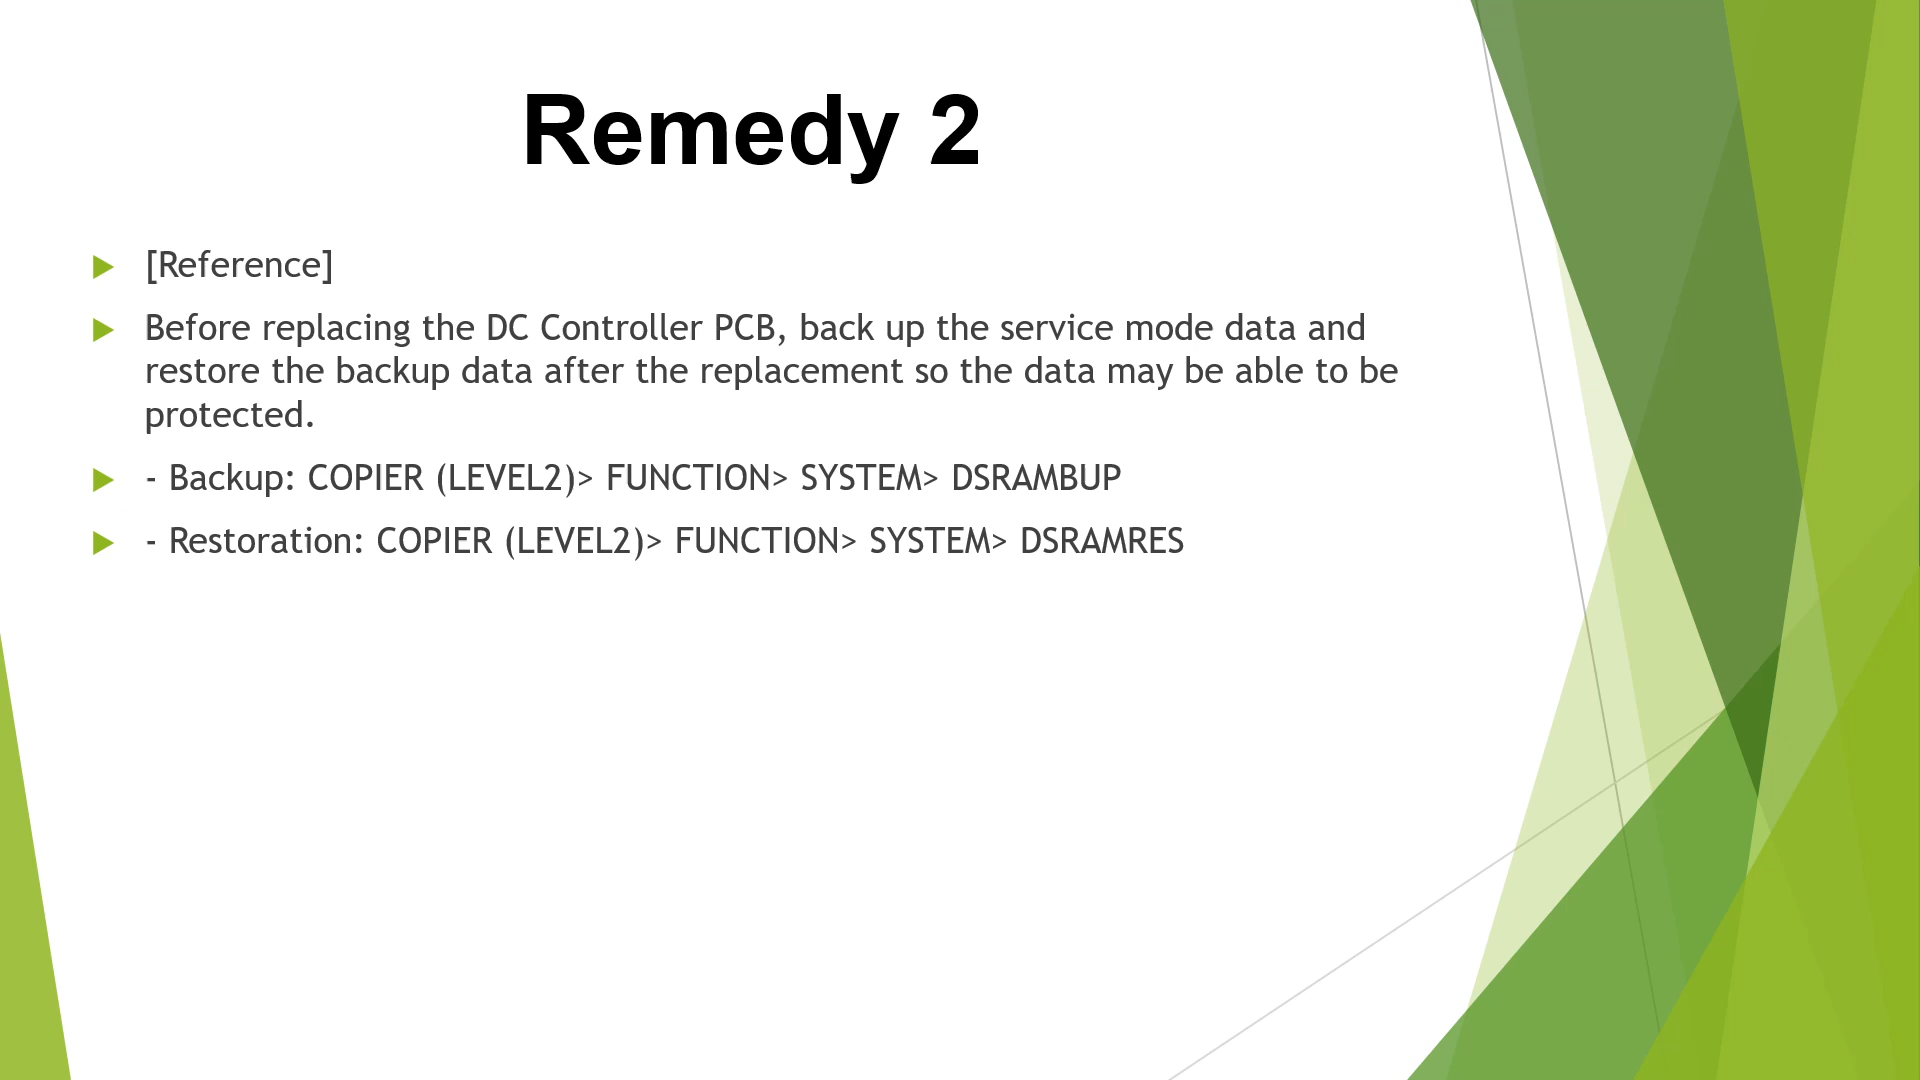 Remedy 2
[Reference]
Before replacing the DC Controller PCB, back up the service mode data and
restore the backup data after the replacement so the data may be able to be
protected.
- Backup: COPIER (LEVEL2)> FUNCTION> SYSTEM> DSRAMBUP
- Restoration: COPIER (LEVEL2)> FUNCTION> SYSTEM> DSRAMRES